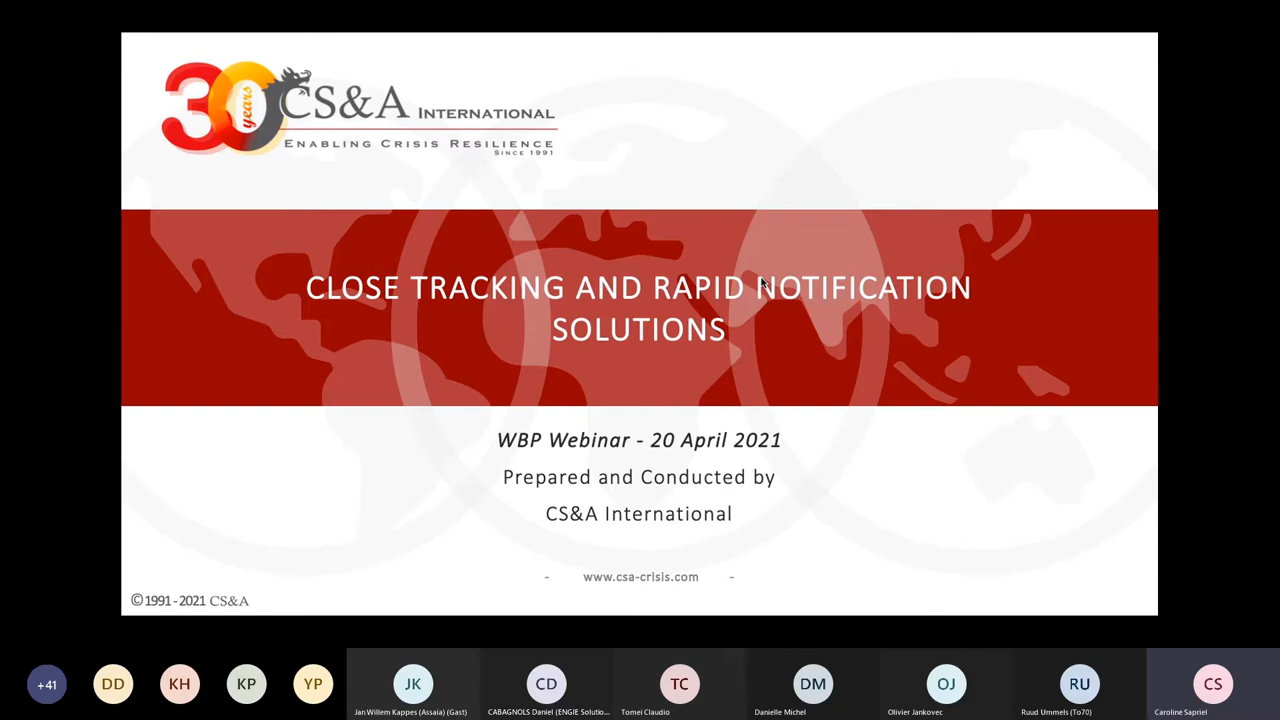 30 years CS&A INTERNATIONAL
ENABLING CRISIS RESILIENCE
SINCE 1991
CLOSE TRACKING AND RAPID NOTIFICATION
SOLUTIONS
WBP Webinar - 20 April 2021
Prepared and Conducted by
CS&A International
- www.csa-crisis.com -
©1991-2021 CS&A
+41 DD KH KP YP JK CD TC DM OJ RU CS
Jan Willem Kappes (Assaia) (Gast) CABAGNOLS Daniel (ENGIE Solutio... Tomei Claudio Danielle Michel Olivier Jankovec Ruud Ummels (To70) Caroline Sapriel